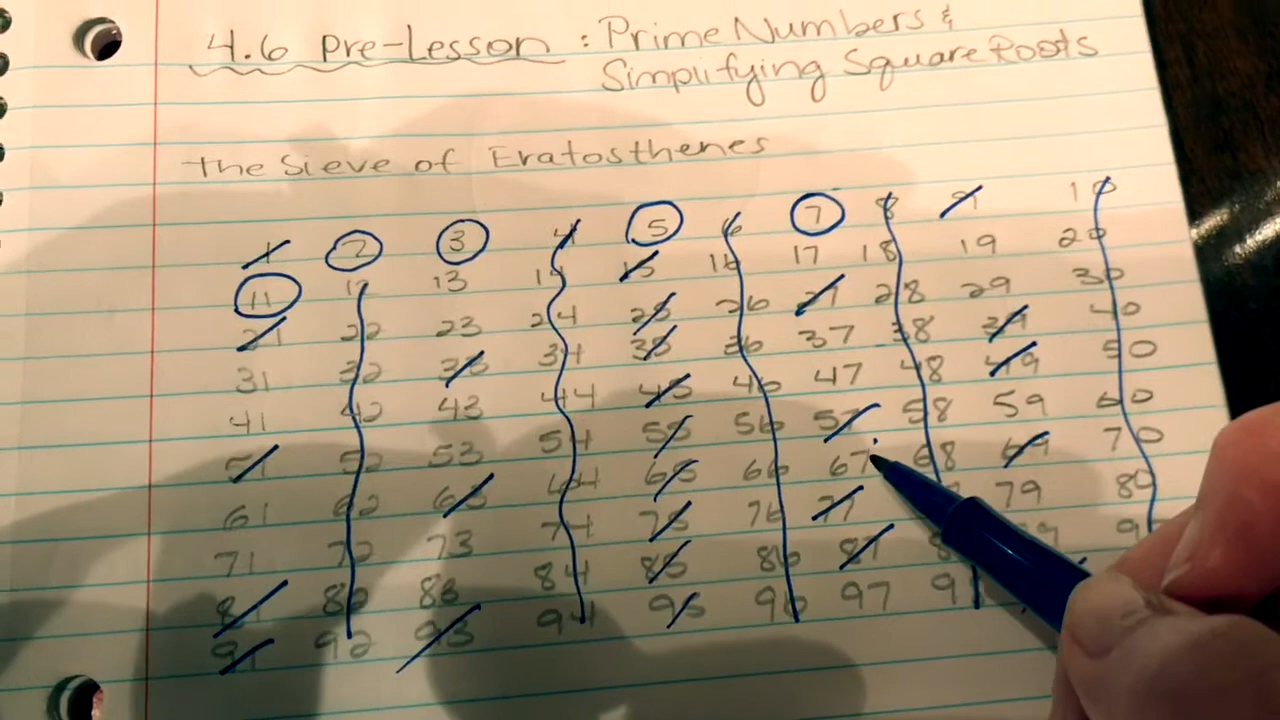 4.6 Pre-Lesson : Prime Numbers &
Simplifying Square Roots
The Sieve of Eratosthenes
1 2 3 4 5 6 7 8 9 10
11 12 13 14 15 16 17 18 19 20
21 22 23 24 25 26 27 28 29 30
31 32 33 34 35 36 37 38 39 40
41 42 43 44 45 46 47 48 49 50
51 52 53 54 55 56 57 58 59 60
61 62 63 64 65 66 67 68 69 70
71 72 73 74 75 76 77 79 80
81 82 83 84 85 86 87
91 92 93 94 95 96 97